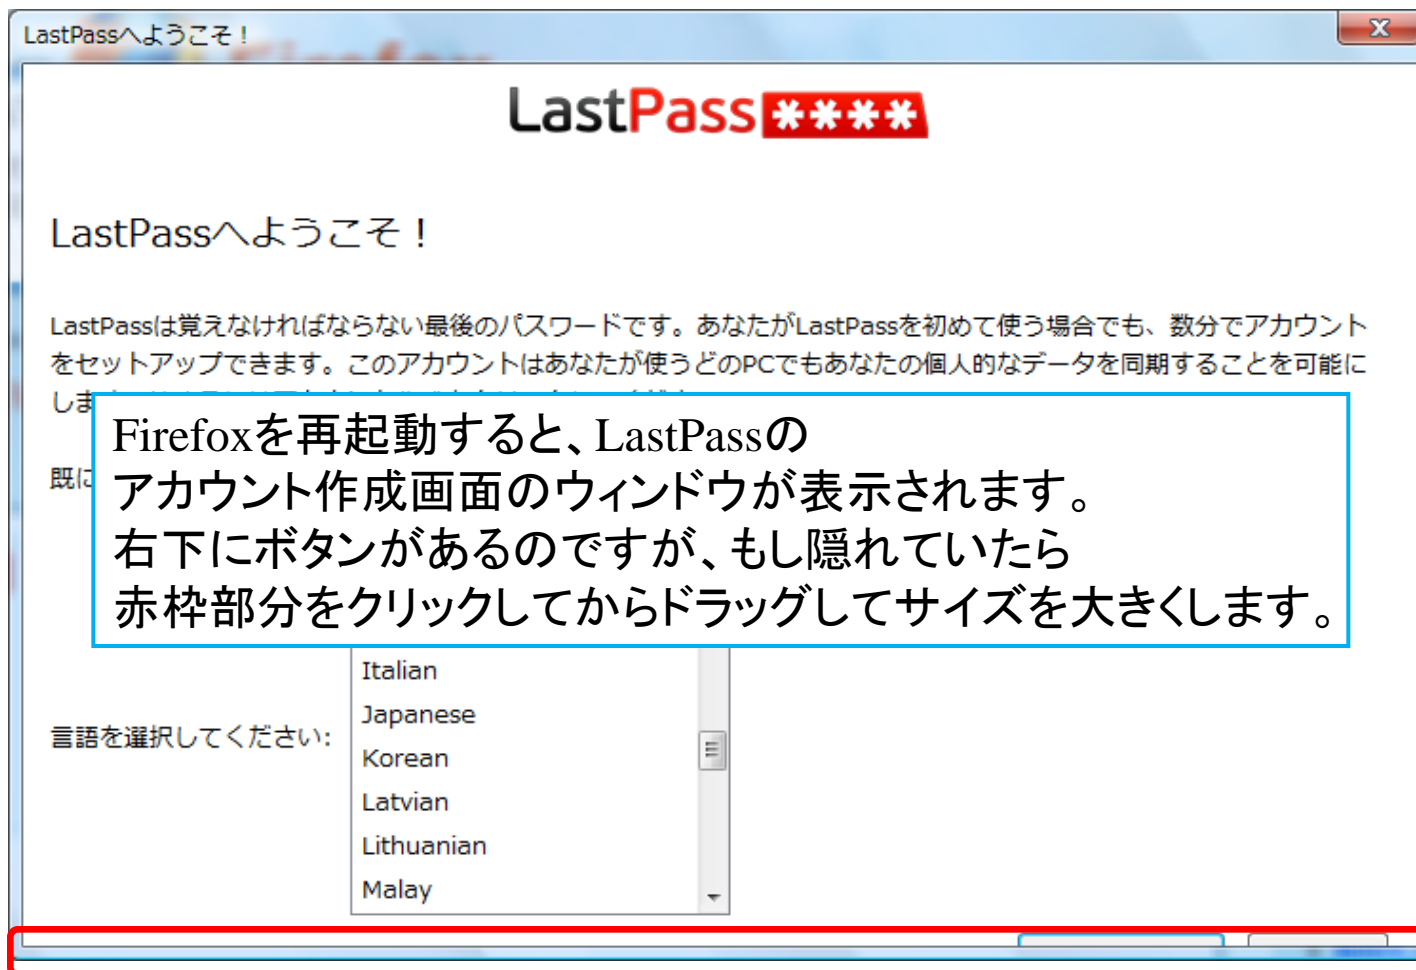 LastPassへようこそ！
LastPass ****
LastPassへようこそ！
LastPassは覚えなければならない最後のパスワードです。あなたがLastPassを初めて使う場合でも、数分でアカウント
をセットアップできます。このアカウントはあなたが使うどのPCでもあなたの個人的なデータを同期することを可能に
しま
既に
Firefoxを再起動すると、LastPassの
アカウント作成画面のウィンドウが表示されます。
右下にボタンがあるのですが、もし隠れていたら
赤枠部分をクリックしてからドラッグしてサイズを大きくします。
言語を選択してください:
Italian
Japanese
Korean
Latvian
Lithuanian
Malay